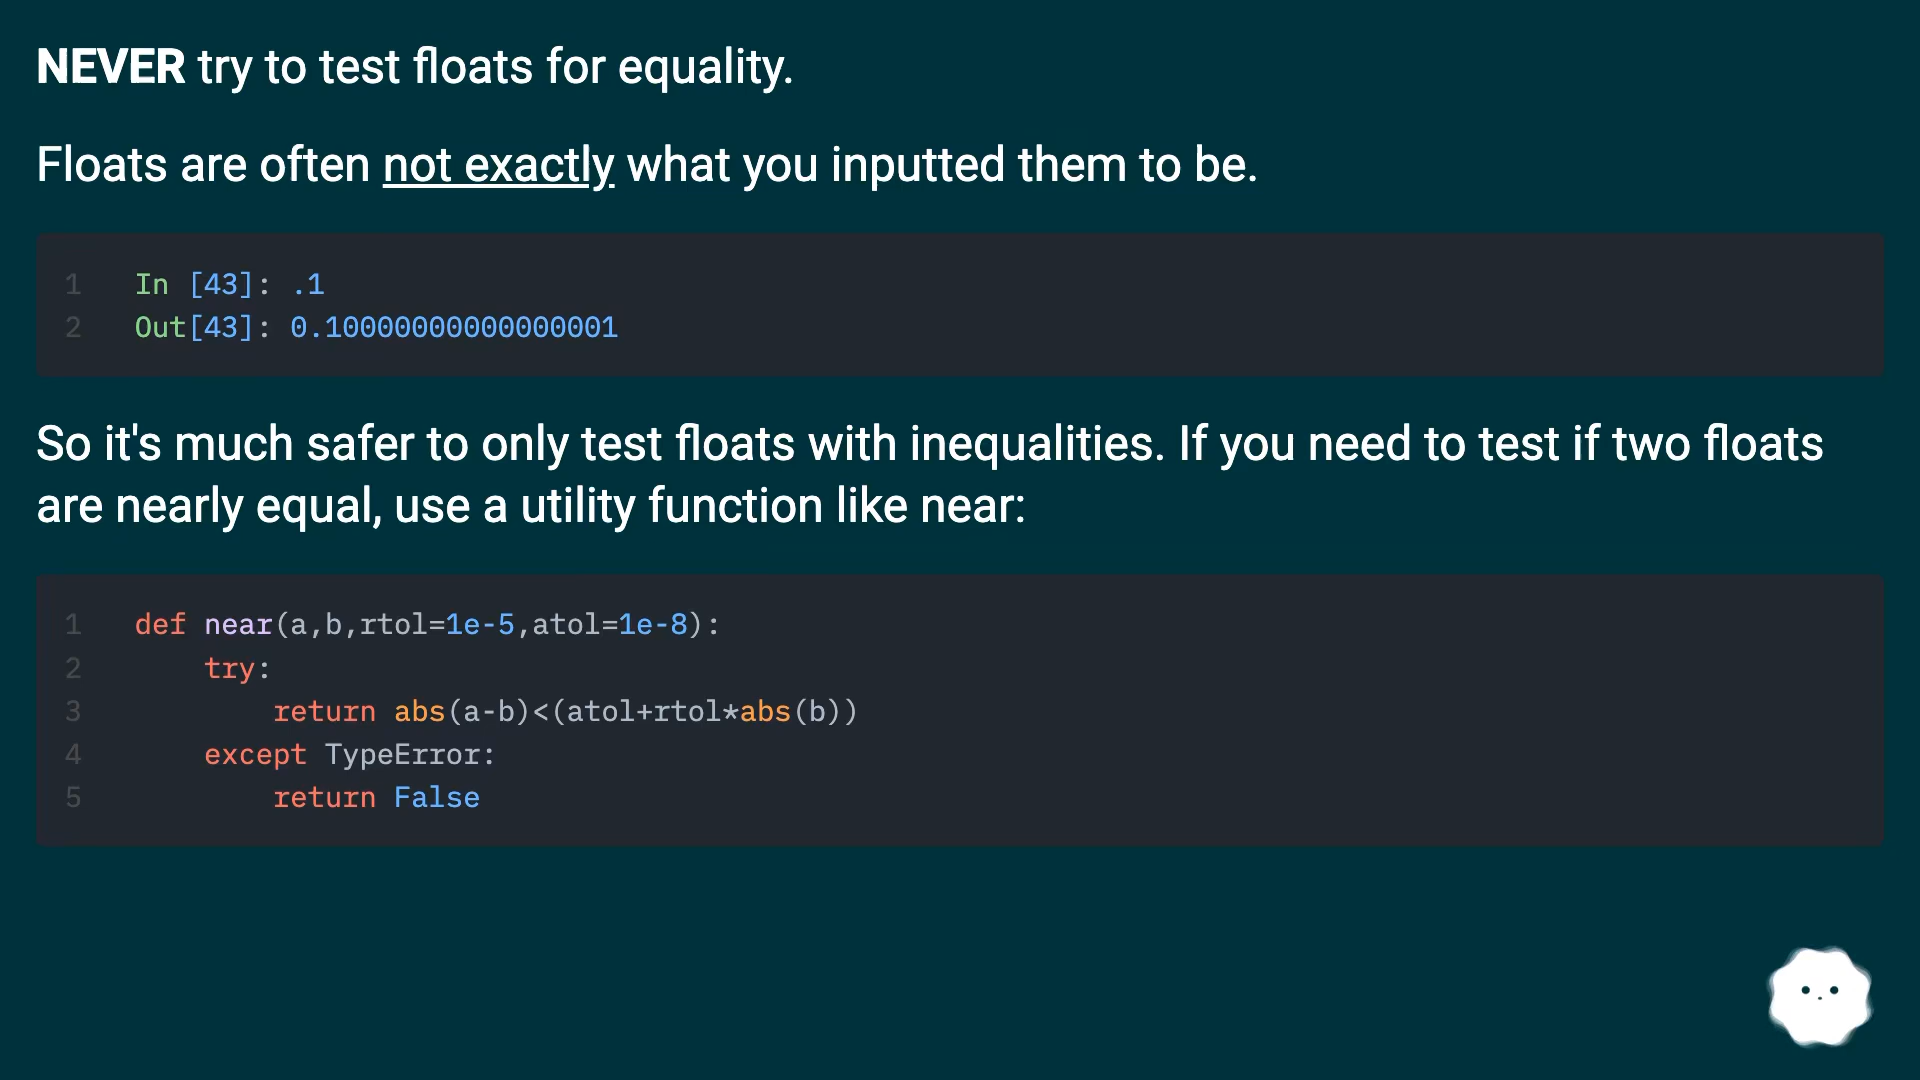 NEVER try to test floats for equality.
Floats are often not exactly what you inputted them to be.
1 In [43]: .1
2 Out[43]: 0.10000000000000001
So it's much safer to only test floats with inequalities. If you need to test if two floats
are nearly equal, use a utility function like near:
1 def near(a,b,rtol=1e-5,atol=1e-8):
2     try:
3         return abs(a-b)<(atol+rtol*abs(b))
4     except TypeError:
5         return False